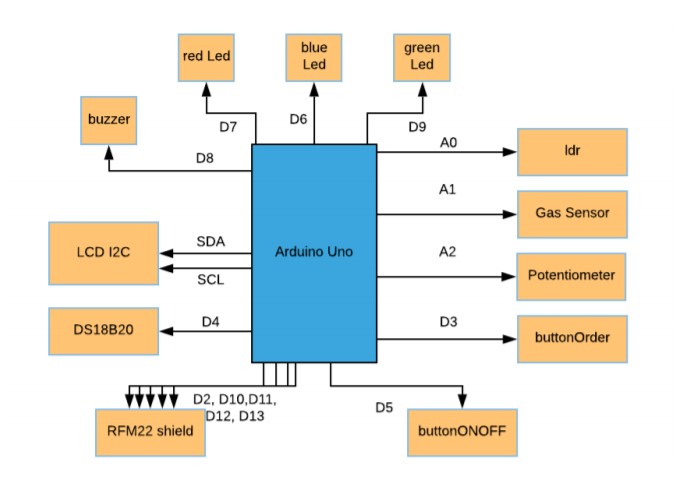 red Led
blue
Led
green
Led
D7
D6
D9
buzzer
D8
A0
ldr
A1
Gas Sensor
LCD I2C
SDA
SCL
Arduino Uno
A2
Potentiometer
DS18B20
D4
D3
buttonOrder
D2, D10,D11,
D12, D13
RFM22 shield
D5
buttonONOFF